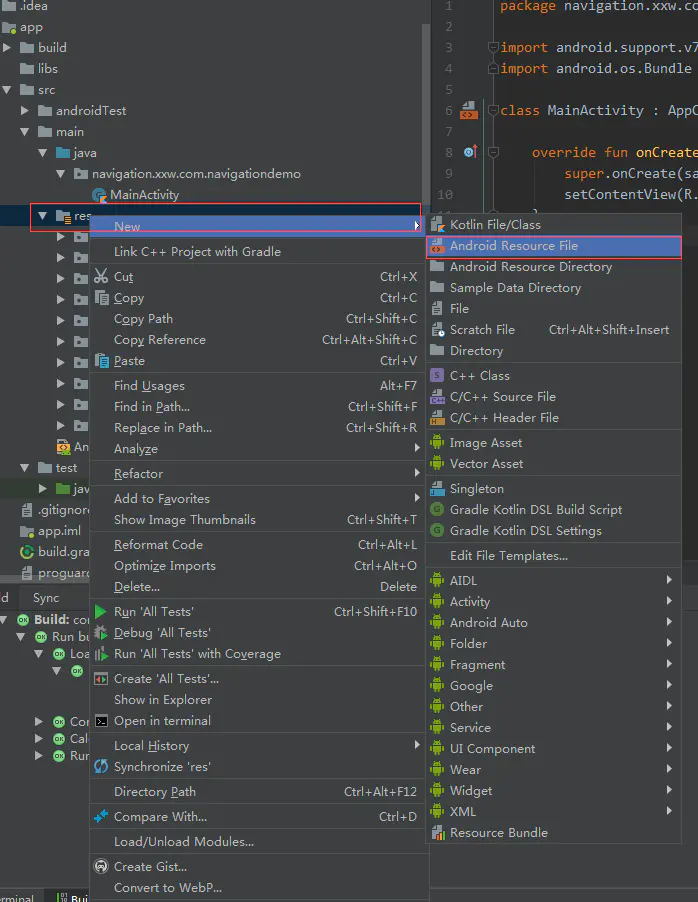 .idea
app
build
libs
src
androidTest
main
java
navigation.xxw.com.navigationdemo
MainActivity
res
An
test
jav
.gitignore
app.iml
build.gra
proguard
1 package navigation.xxw.co
2
3 import android.support.v7
4 import android.os.Bundle
5
6 class MainActivity : AppC
7
8 override fun onCreate
9 super.onCreate(sa
10 setContentView(R.
New
Link C++ Project with Gradle
Cut Ctrl+X
Copy Ctrl+C
Copy Path Ctrl+Shift+C
Copy Reference Ctrl+Alt+Shift+C
Paste Ctrl+V
Find Usages Alt+F7
Find in Path... Ctrl+Shift+F
Replace in Path... Ctrl+Shift+R
Analyze
Refactor
Add to Favorites
Show Image Thumbnails Ctrl+Shift+T
Reformat Code Ctrl+Alt+L
Optimize Imports Ctrl+Alt+O
Delete... Delete
Run 'All Tests' Ctrl+Shift+F10
Debug 'All Tests'
Run 'All Tests' with Coverage
Create 'All Tests'...
Show in Explorer
Open in terminal
Local History
Synchronize 'res'
Directory Path Ctrl+Alt+F12
Compare With... Ctrl+D
Load/Unload Modules...
Create Gist...
Convert to WebP...
Kotlin File/Class
Android Resource File
Android Resource Directory
Sample Data Directory
File
Scratch File Ctrl+Alt+Shift+Insert
Directory
C++ Class
C/C++ Source File
C/C++ Header File
Image Asset
Vector Asset
Singleton
Gradle Kotlin DSL Build Script
Gradle Kotlin DSL Settings
Edit File Templates...
AIDL
Activity
Android Auto
Folder
Fragment
Google
Other
Service
UI Component
Wear
Widget
XML
Resource Bundle
ld Sync
Build: co
Run bu
Loa
Con
Calc
Run
rminal Bui